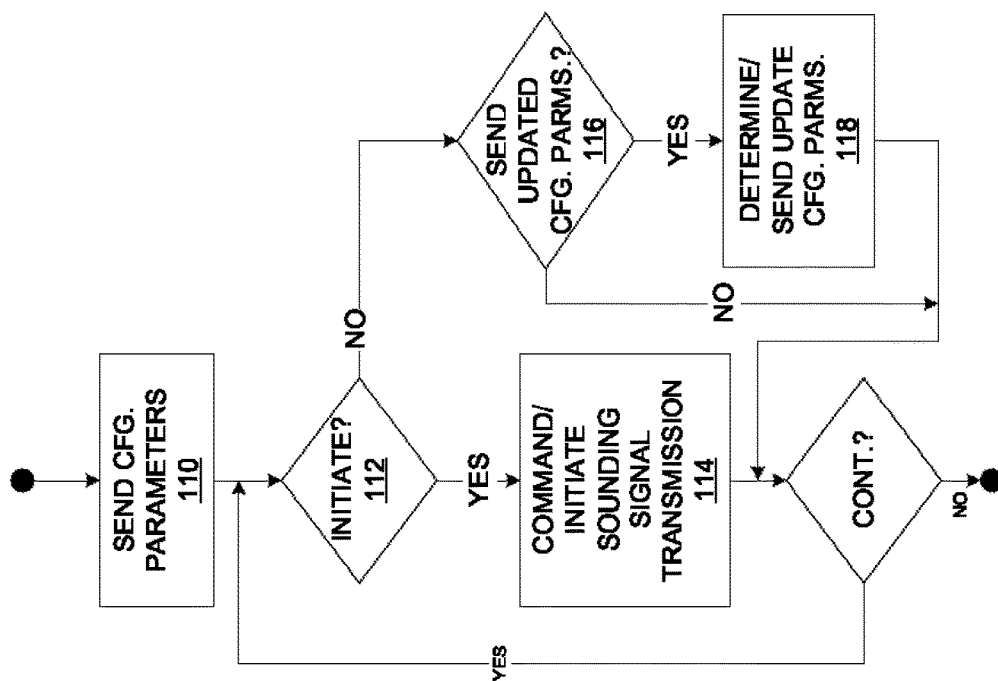 SEND CFG.
PARAMETERS
110
INITIATE?
112
NO
YES
SEND
UPDATED
CFG. PARMS.?
116
YES
NO
DETERMINE/
SEND UPDATE
CFG. PARMS.
118
COMMAND/
INITIATE
SOUNDING
SIGNAL
TRANSMISSION
114
CONT.?
YES
NO